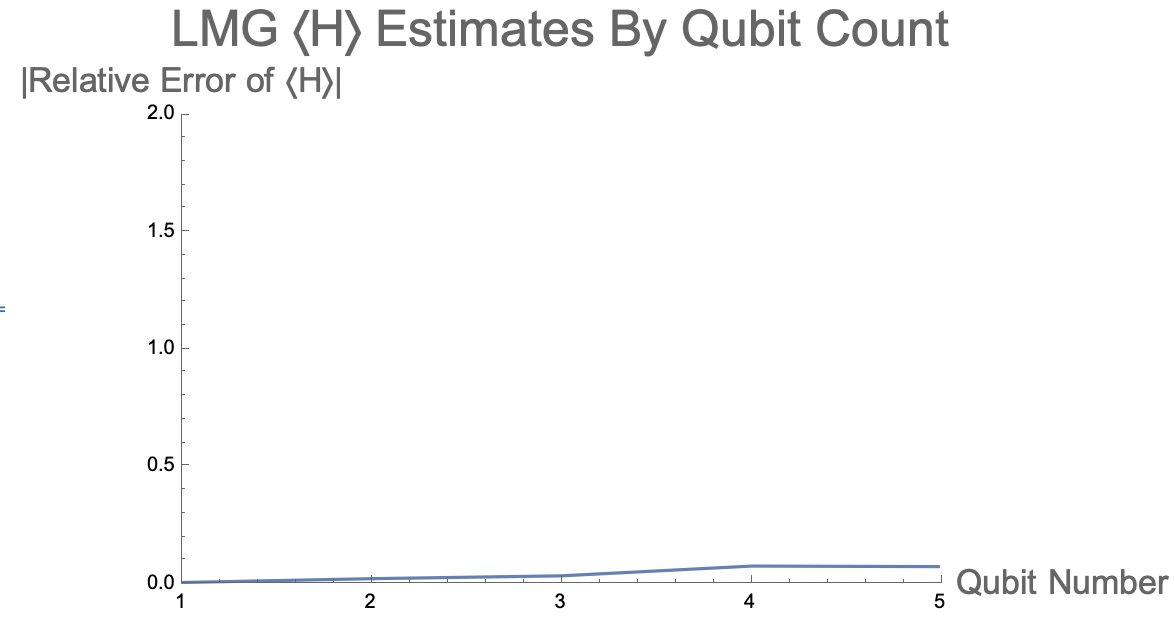 LMG ⟨H⟩ Estimates By Qubit Count
|Relative Error of ⟨H⟩|
2.0
1.5
1.0
0.5
0.0
1 2 3 4 5
Qubit Number
=